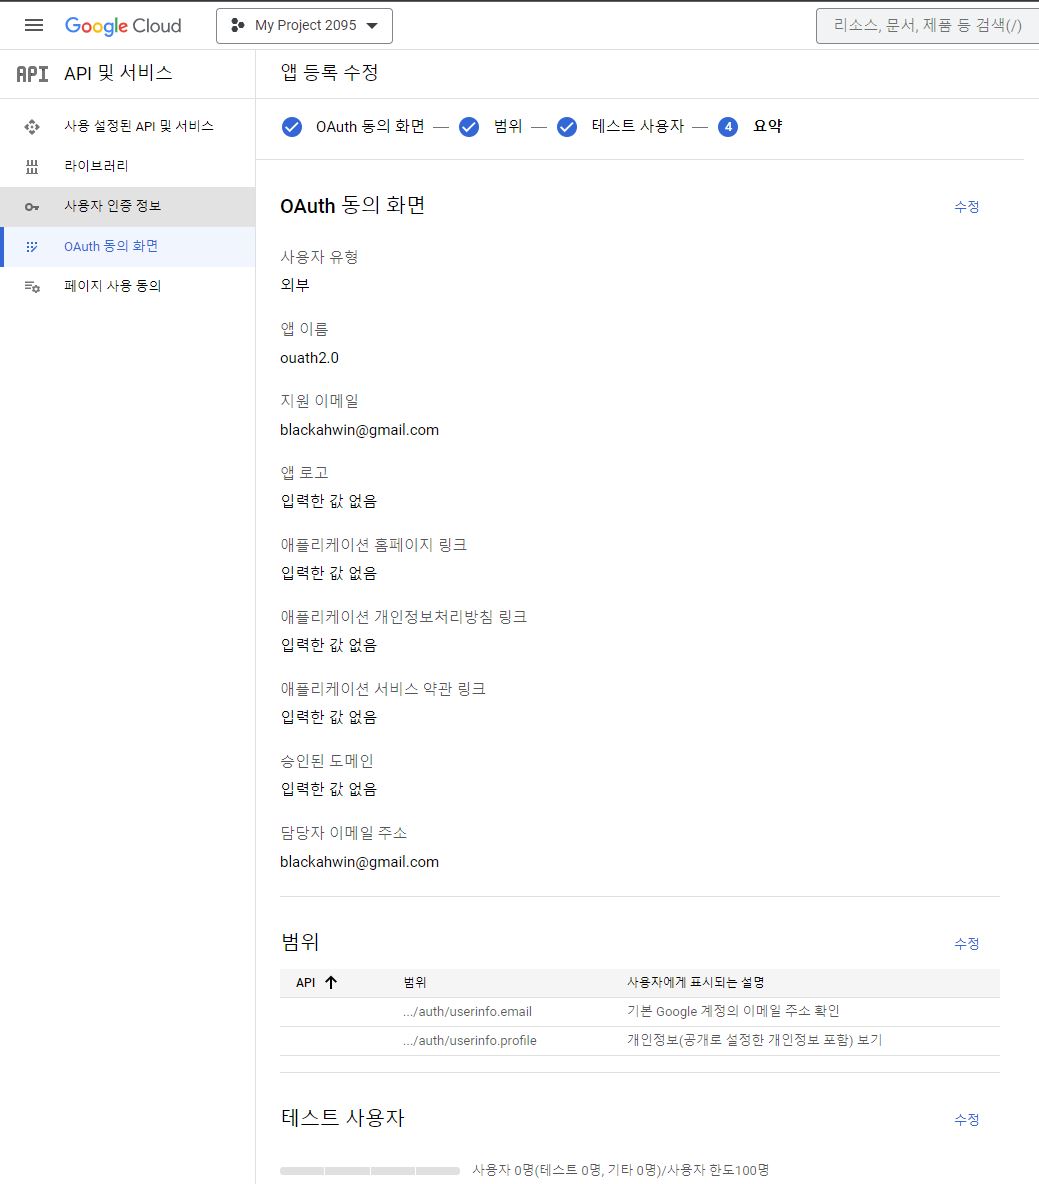 Google Cloud
My Project 2095
리소스, 문서, 제품 등 검색(/)
API API 및 서비스
앱 등록 수정
사용 설정된 API 및 서비스
라이브러리
사용자 인증 정보
OAuth 동의 화면
페이지 사용 동의
OAuth 동의 화면 — 범위 — 테스트 사용자 — 4 요약
OAuth 동의 화면
수정
사용자 유형
외부
앱 이름
ouath2.0
지원 이메일
blackahwin@gmail.com
앱 로고
입력한 값 없음
애플리케이션 홈페이지 링크
입력한 값 없음
애플리케이션 개인정보처리방침 링크
입력한 값 없음
애플리케이션 서비스 약관 링크
입력한 값 없음
승인된 도메인
입력한 값 없음
담당자 이메일 주소
blackahwin@gmail.com
범위
수정
API ↑ 범위 사용자에게 표시되는 설명
.../auth/userinfo.email 기본 Google 계정의 이메일 주소 확인
.../auth/userinfo.profile 개인정보(공개로 설정한 개인정보 포함) 보기
테스트 사용자
수정
사용자 0명(테스트 0명, 기타 0명)/사용자 한도100명